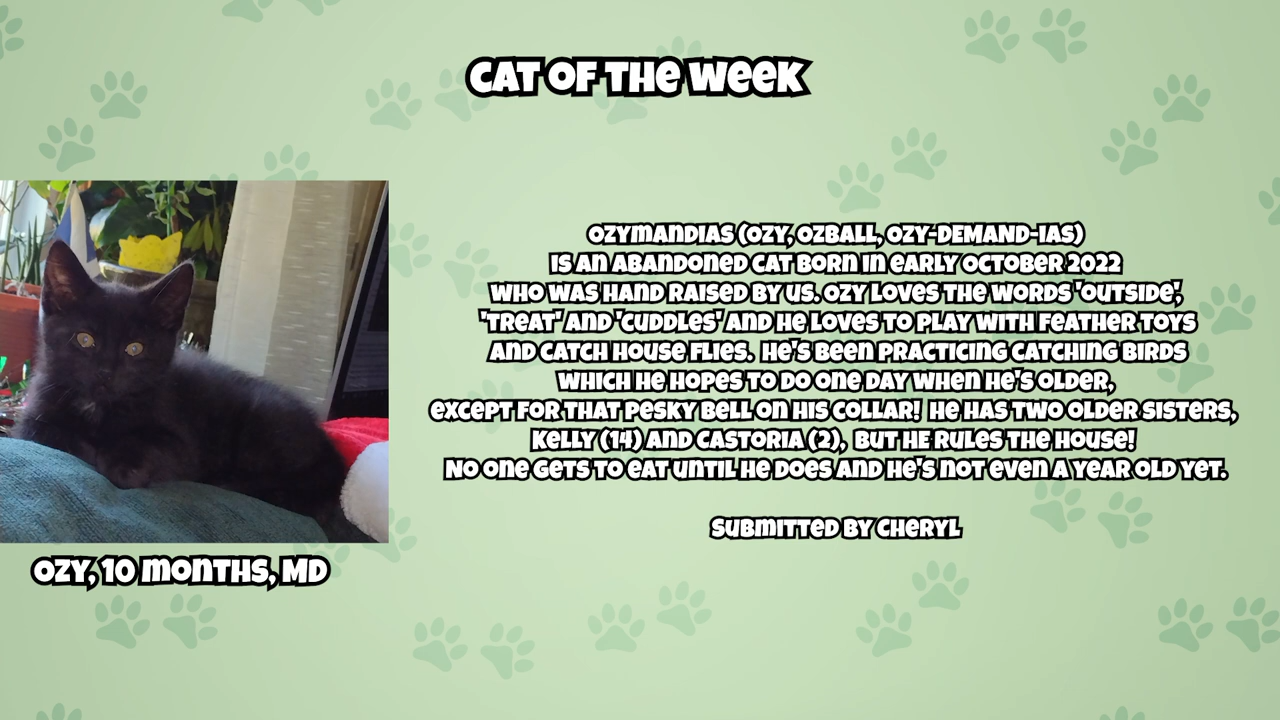 CAT OF THE WEEK
OZYMANDIAS (OZY, OZBALL, OZY-DEMAND-IAS)
IS AN ABANDONED CAT BORN IN EARLY OCTOBER 2022
WHO WAS HAND RAISED BY US. OZY LOVES THE WORDS 'OUTSIDE',
'TREAT' AND 'CUDDLES' AND HE LOVES TO PLAY WITH FEATHER TOYS
AND CATCH HOUSE FLIES. HE'S BEEN PRACTICING CATCHING BIRDS
WHICH HE HOPES TO DO ONE DAY WHEN HE'S OLDER,
EXCEPT FOR THAT PESKY BELL ON HIS COLLAR! HE HAS TWO OLDER SISTERS,
KELLY (14) AND CASTORIA (2), BUT HE RULES THE HOUSE!
NO ONE GETS TO EAT UNTIL HE DOES AND HE'S NOT EVEN A YEAR OLD YET.
SUBMITTED BY CHERYL
OZY, 10 MONTHS, MD